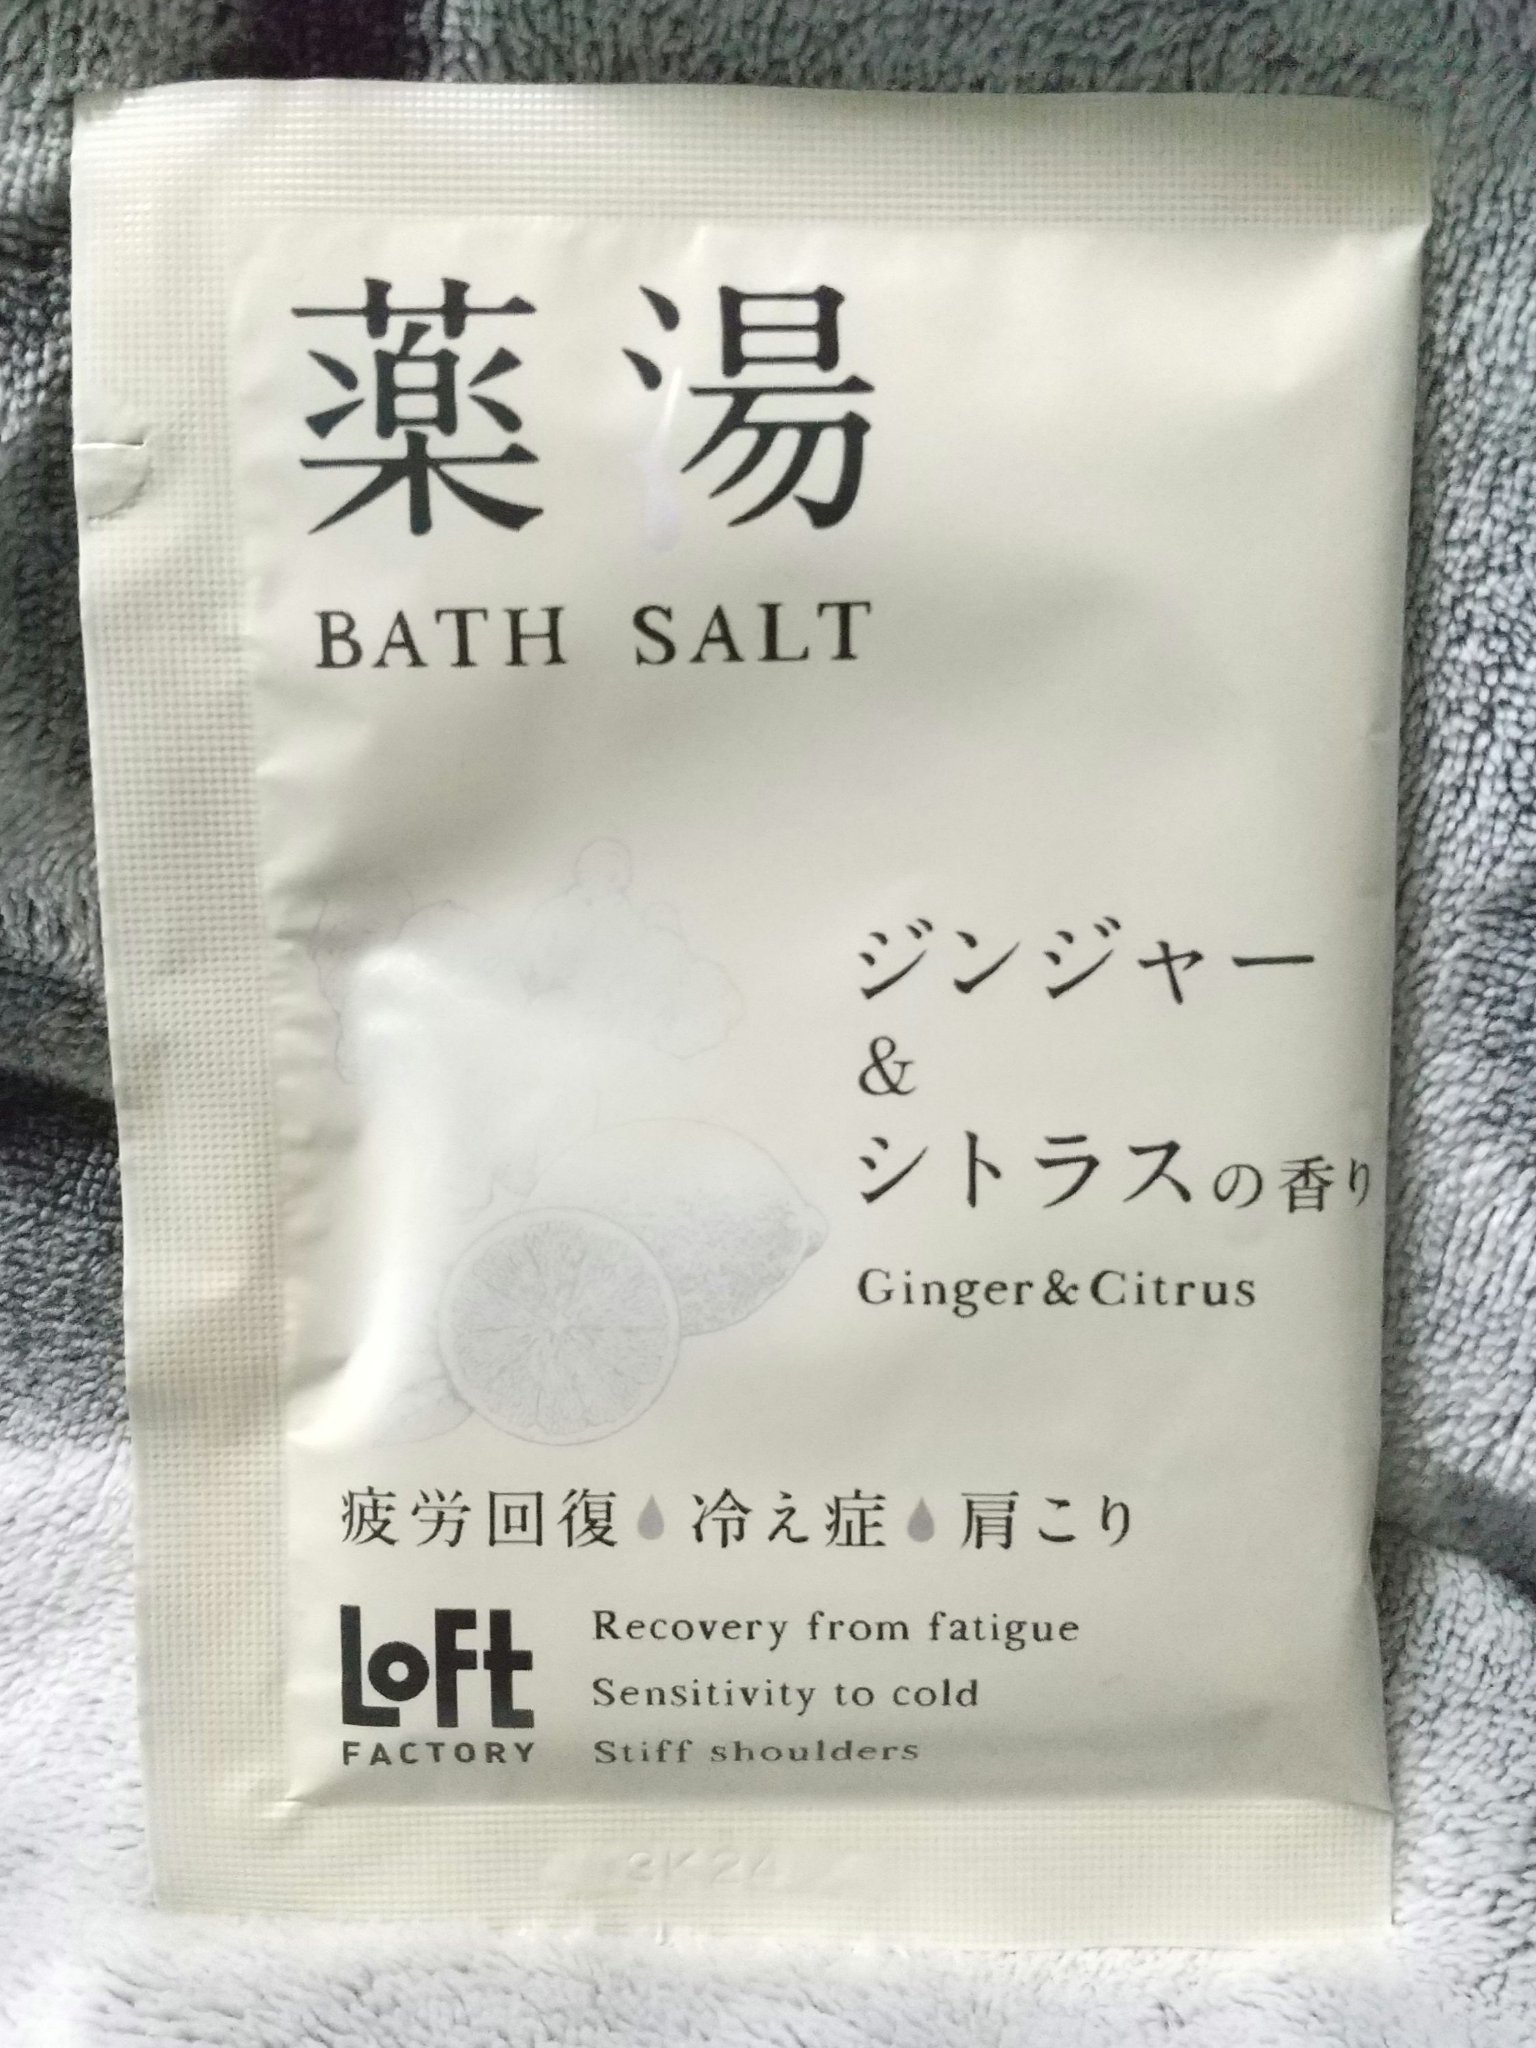 薬湯
BATH SALT
ジンジャー
&
シトラスの香り
Ginger&Citrus
疲労回復 冷え症 肩こり
LOFT
FACTORY
Recovery from fatigue
Sensitivity to cold
Stiff shoulders